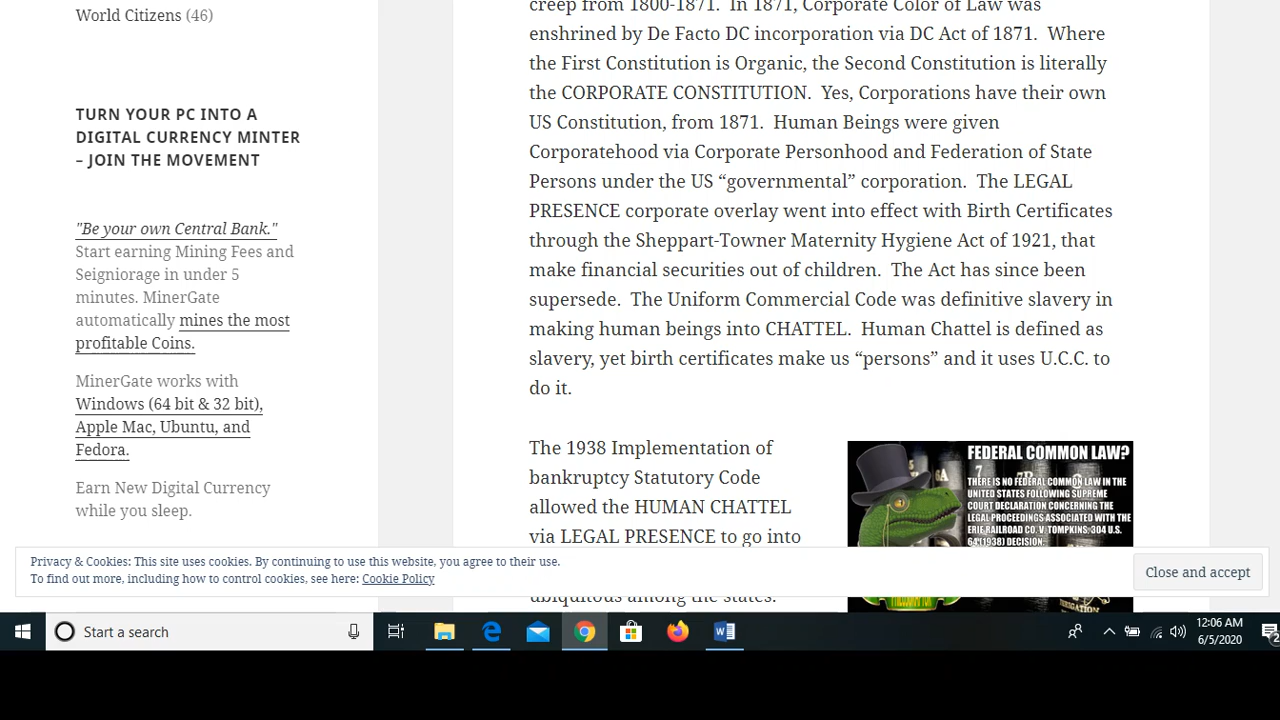 World Citizens (46)
TURN YOUR PC INTO A
DIGITAL CURRENCY MINTER
– JOIN THE MOVEMENT
"Be your own Central Bank."
Start earning Mining Fees and
Seigniorage in under 5
minutes. MinerGate
automatically mines the most
profitable Coins.
MinerGate works with
Windows (64 bit & 32 bit),
Apple Mac, Ubuntu, and
Fedora.
Earn New Digital Currency
while you sleep.
creep from 1800-1871.  In 1871, Corporate Color of Law was
enshrined by De Facto DC incorporation via DC Act of 1871.  Where
the First Constitution is Organic, the Second Constitution is literally
the CORPORATE CONSTITUTION.  Yes, Corporations have their own
US Constitution, from 1871.  Human Beings were given
Corporatehood via Corporate Personhood and Federation of State
Persons under the US “governmental” corporation.  The LEGAL
PRESENCE corporate overlay went into effect with Birth Certificates
through the Sheppart-Towner Maternity Hygiene Act of 1921, that
make financial securities out of children.  The Act has since been
supersede.  The Uniform Commercial Code was definitive slavery in
making human beings into CHATTEL.  Human Chattel is defined as
slavery, yet birth certificates make us “persons” and it uses U.C.C. to
do it.
The 1938 Implementation of
bankruptcy Statutory Code
allowed the HUMAN CHATTEL
via LEGAL PRESENCE to go into
ubiquitous among the states.
FEDERAL COMMON LAW?
THERE IS NO FEDERAL COMMON LAW IN THE
UNITED STATES FOLLOWING SUPREME
COURT DECLARATION CONCERNING THE
LEGAL PROCEEDINGS ASSOCIATED WITH THE
ERIE RAILROAD CO. V. TOMPKINS: 304 U.S.
64 (1938) DECISION.
Privacy & Cookies: This site uses cookies. By continuing to use this website, you agree to their use.
To find out more, including how to control cookies, see here: Cookie Policy
Close and accept
Start a search
12:06 AM
6/5/2020
2